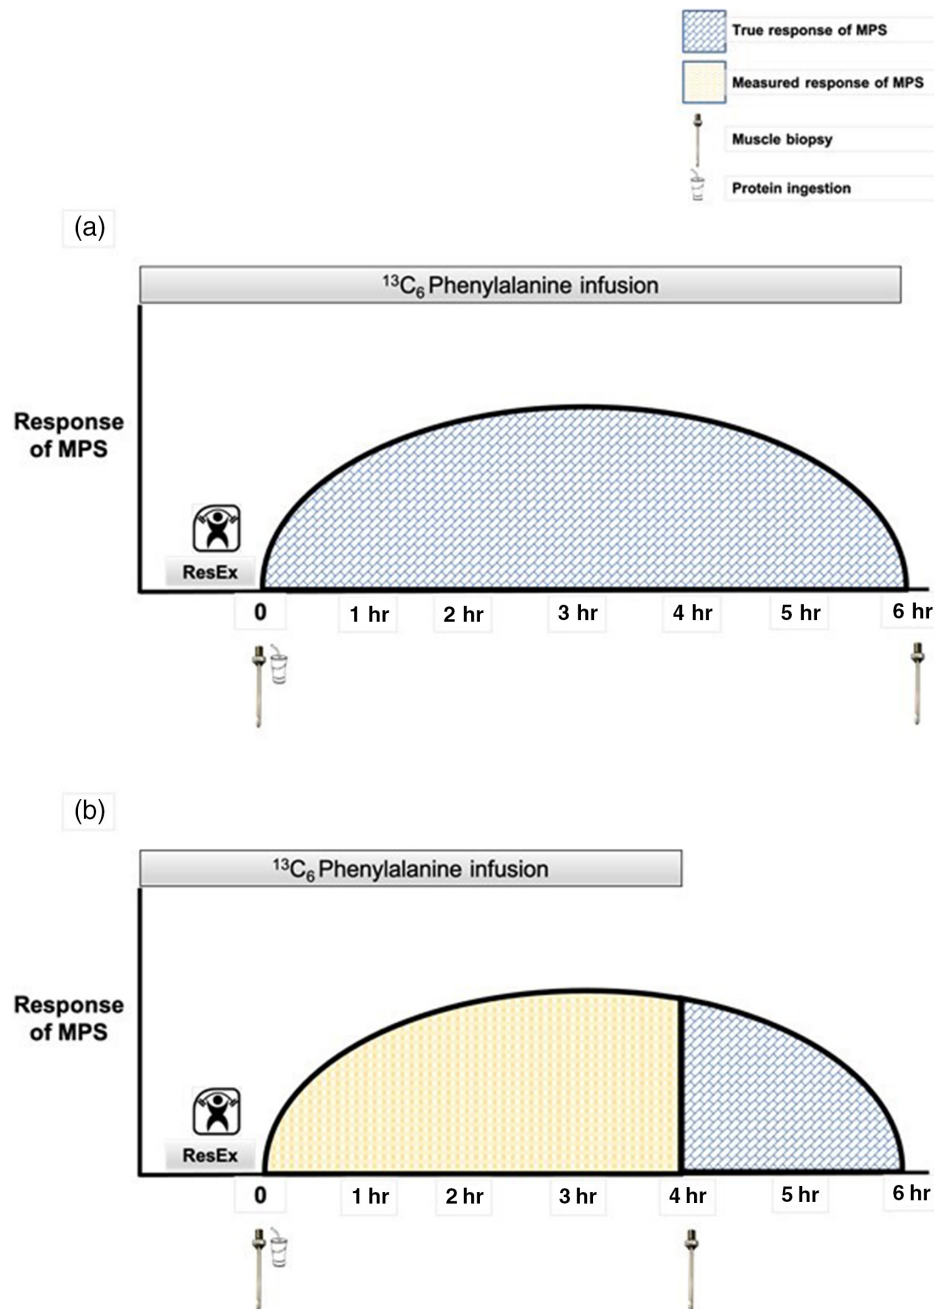 True response of MPS
Measured response of MPS
Muscle biopsy
Protein ingestion
(a)
¹³C₆ Phenylalanine infusion
Response
of MPS
ResEx
0 1 hr 2 hr 3 hr 4 hr 5 hr 6 hr
(b)
¹³C₆ Phenylalanine infusion
Response
of MPS
ResEx
0 1 hr 2 hr 3 hr 4 hr 5 hr 6 hr